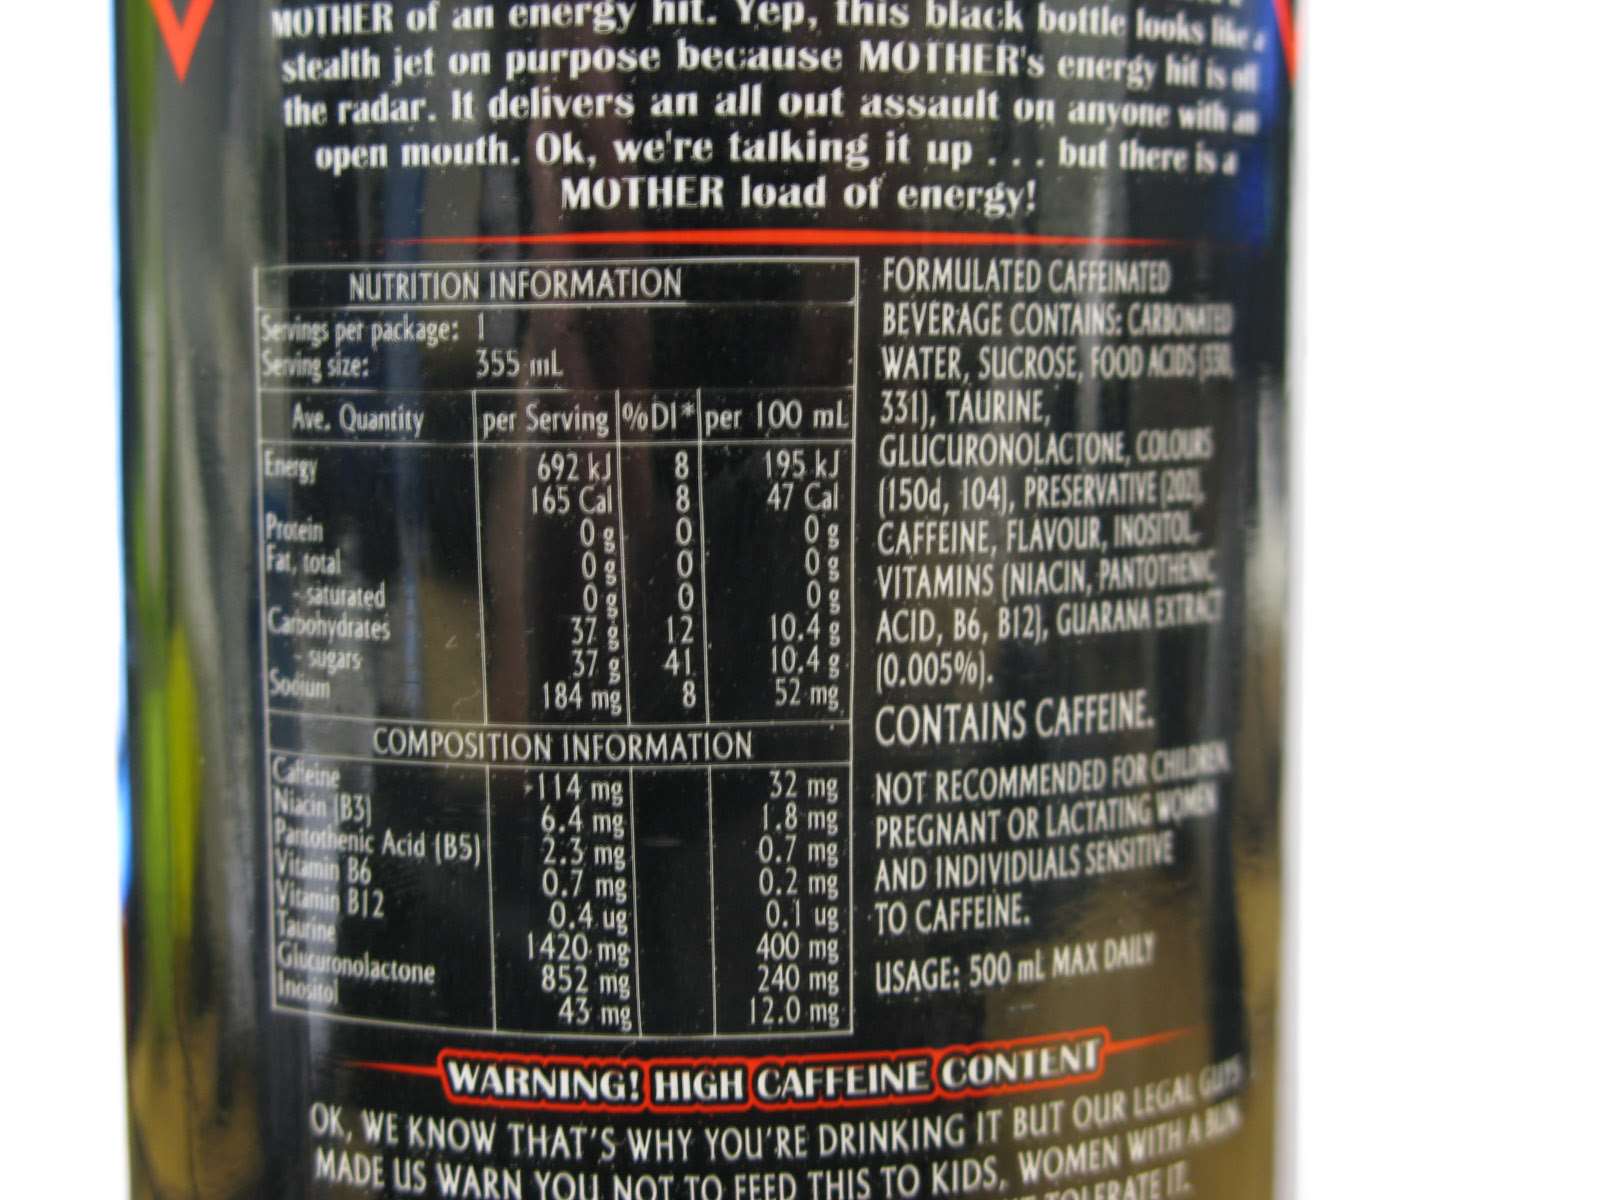 MOTHER of an energy hit. Yep, this black bottle looks like a
stealth jet on purpose because MOTHER's energy hit is off
the radar. It delivers an all out assault on anyone with an
open mouth. Ok, we're talking it up . . . but there is a
MOTHER load of energy!
NUTRITION INFORMATION
Servings per package: 1
Serving size: 355 mL
Ave. Quantity per Serving %DI* per 100 mL
Energy 692 kJ 8 195 kJ
165 Cal 8 47 Cal
Protein 0 g 0 0 g
Fat, total 0 g 0 0 g
- saturated 0 g 0 0 g
Carbohydrates 37 g 12 10.4 g
- sugars 37 g 41 10.4 g
Sodium 184 mg 8 52 mg
COMPOSITION INFORMATION
Caffeine 114 mg 32 mg
Niacin (B3) 6.4 mg 1.8 mg
Pantothenic Acid (B5) 2.3 mg 0.7 mg
Vitamin B6 0.7 mg 0.2 mg
Vitamin B12 0.4 ug 0.1 ug
Taurine 1420 mg 400 mg
Glucuronolactone 852 mg 240 mg
Inositol 43 mg 12.0 mg
FORMULATED CAFFEINATED
BEVERAGE CONTAINS: CARBONATED
WATER, SUCROSE, FOOD ACIDS (330,
331), TAURINE,
GLUCURONOLACTONE, COLOURS
(150d, 104), PRESERVATIVE (202),
CAFFEINE, FLAVOUR, INOSITOL,
VITAMINS (NIACIN, PANTOTHENIC
ACID, B6, B12), GUARANA EXTRACT
(0.005%).
CONTAINS CAFFEINE.
NOT RECOMMENDED FOR CHILDREN
PREGNANT OR LACTATING WOMEN
AND INDIVIDUALS SENSITIVE
TO CAFFEINE.
USAGE: 500 mL MAX DAILY
WARNING! HIGH CAFFEINE CONTENT
OK, WE KNOW THAT'S WHY YOU'RE DRINKING IT BUT OUR LEGAL GUYS
MADE US WARN YOU NOT TO FEED THIS TO KIDS, WOMEN WITH A BUN
TOLERATE IT.